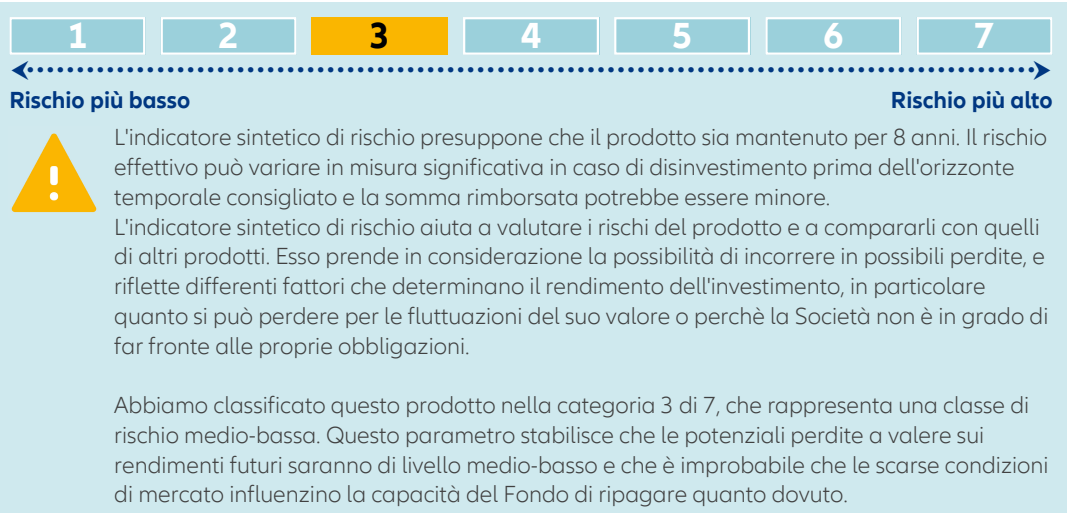 1 2 3 4 5 6 7
Rischio più basso Rischio più alto
L'indicatore sintetico di rischio presuppone che il prodotto sia mantenuto per 8 anni. Il rischio
effettivo può variare in misura significativa in caso di disinvestimento prima dell'orizzonte
temporale consigliato e la somma rimborsata potrebbe essere minore.
L'indicatore sintetico di rischio aiuta a valutare i rischi del prodotto e a compararli con quelli
di altri prodotti. Esso prende in considerazione la possibilità di incorrere in possibili perdite, e
riflette differenti fattori che determinano il rendimento dell'investimento, in particolare
quanto si può perdere per le fluttuazioni del suo valore o perchè la Società non è in grado di
far fronte alle proprie obbligazioni.
Abbiamo classificato questo prodotto nella categoria 3 di 7, che rappresenta una classe di
rischio medio-bassa. Questo parametro stabilisce che le potenziali perdite a valere sui
rendimenti futuri saranno di livello medio-basso e che è improbabile che le scarse condizioni
di mercato influenzino la capacità del Fondo di ripagare quanto dovuto.